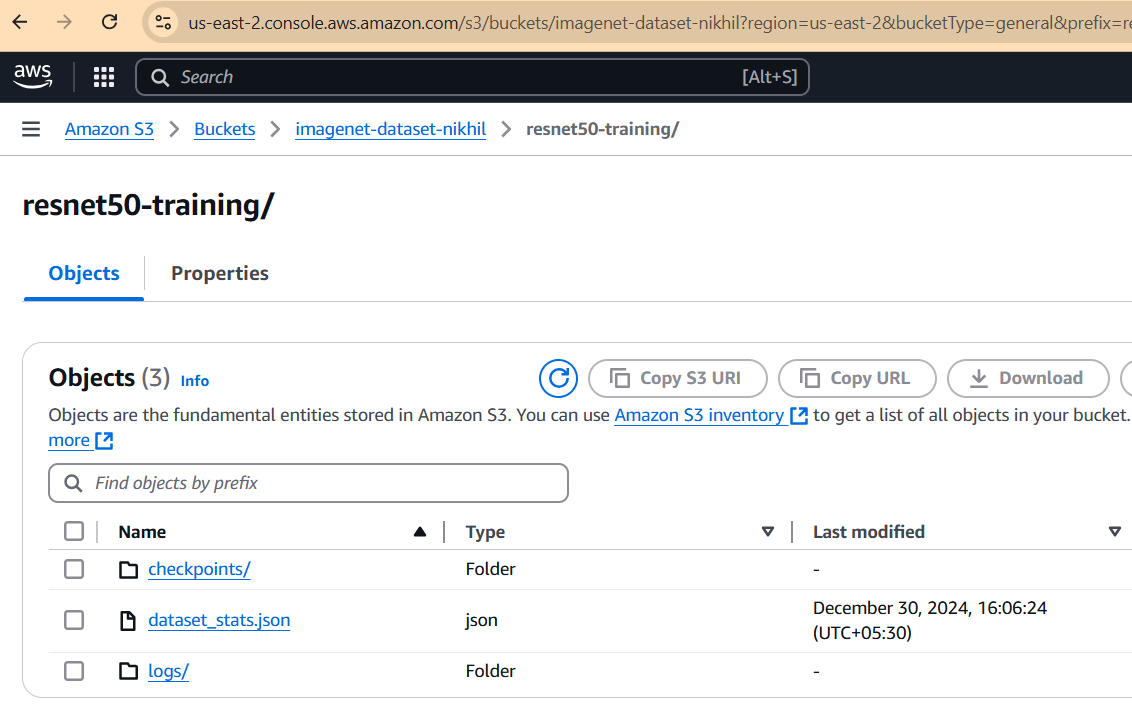 us-east-2.console.aws.amazon.com/s3/buckets/imagenet-dataset-nikhil?region=us-east-2&bucketType=general&prefix=re
aws Search [Alt+S]
Amazon S3 Buckets imagenet-dataset-nikhil resnet50-training/
resnet50-training/
Objects Properties
Objects (3) Info Copy S3 URI Copy URL Download
Objects are the fundamental entities stored in Amazon S3. You can use Amazon S3 inventory to get a list of all objects in your bucket.
more
Find objects by prefix
Name Type Last modified
checkpoints/ Folder -
dataset_stats.json json December 30, 2024, 16:06:24
(UTC+05:30)
logs/ Folder -